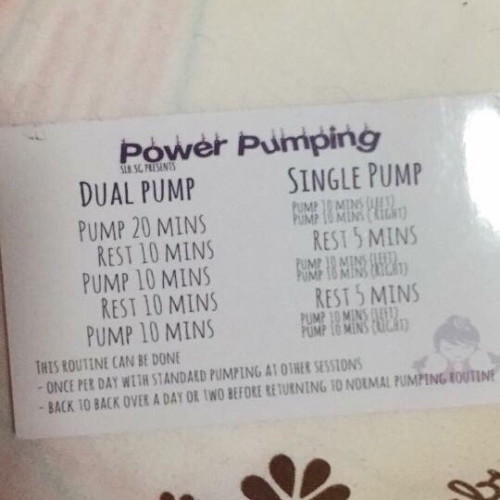 Power Pumping
SLB.SG PRESENTS
DUAL PUMP
PUMP 20 MINS
REST 10 MINS
PUMP 10 MINS
REST 10 MINS
PUMP 10 MINS
SINGLE PUMP
PUMP 10 MINS (LEFT)
PUMP 10 MINS (RIGHT)
REST 5 MINS
PUMP 10 MINS (LEFT)
PUMP 10 MINS (RIGHT)
REST 5 MINS
PUMP 10 MINS (LEFT)
PUMP 10 MINS (RIGHT)
THIS ROUTINE CAN BE DONE
- ONCE PER DAY WITH STANDARD PUMPING AT OTHER SESSIONS
- BACK TO BACK OVER A DAY OR TWO BEFORE RETURNING TO NORMAL PUMPING ROUTINE